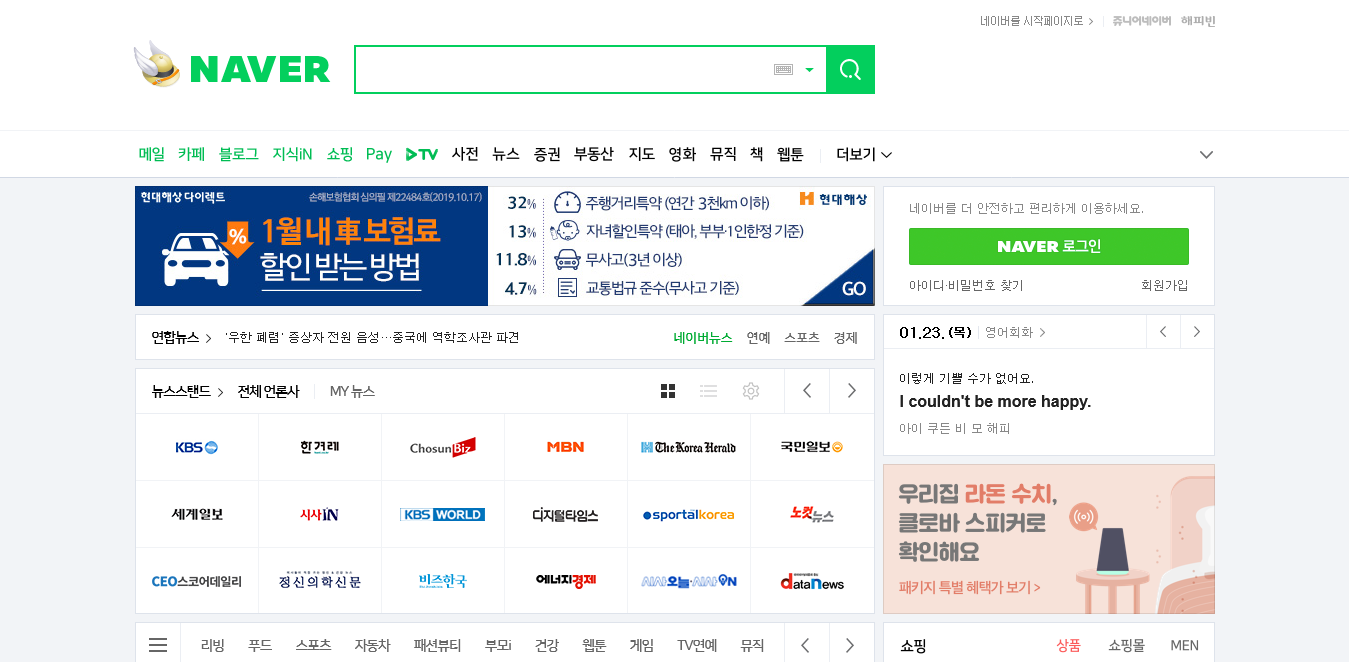 네이버를 시작페이지로
쥬니어네이버 해피빈
NAVER
메일 카페 블로그 지식iN 쇼핑 Pay TV 사전 뉴스 증권 부동산 지도 영화 뮤직 책 웹툰 더보기
현대해상 다이렉트 손해보험협회 심의필 제22484호(2019.10.17)
%
1월 내 車 보험료
할인 받는 방법
32% 주행거리특약 (연간 3천km 이하)
현대해상
13% 자녀할인특약 (태아, 부부·1인한정 기준)
11.8% 무사고(3년 이상)
4.7% 교통법규 준수(무사고 기준)
GO
네이버를 더 안전하고 편리하게 이용하세요.
NAVER 로그인
아이디·비밀번호 찾기 회원가입
연합뉴스 '우한 폐렴' 증상자 전원 음성…중국에 역학조사관 파견
네이버뉴스 연예 스포츠 경제
01.23. (목) 영어회화
이렇게 기쁠 수가 없어요.
I couldn't be more happy.
아이 쿠든 비 모 해피
뉴스스탠드 전체 언론사 MY 뉴스
KBS 한겨레 ChosunBiz MBN The Korea Herald 국민일보
세계일보 시사IN KBS WORLD 디지털타임스 sportalkorea 노컷뉴스
CEO스코어데일리 정신의학신문 비즈한국 에너지경제 시사오늘·시사ON dataNews
우리집 라돈 수치,
클로바 스피커로
확인해요
패키지 특별 혜택가 보기 >
리빙 푸드 스포츠 자동차 패션뷰티 부모i 건강 웹툰 게임 TV연예 뮤직
쇼핑 상품 쇼핑몰 MEN